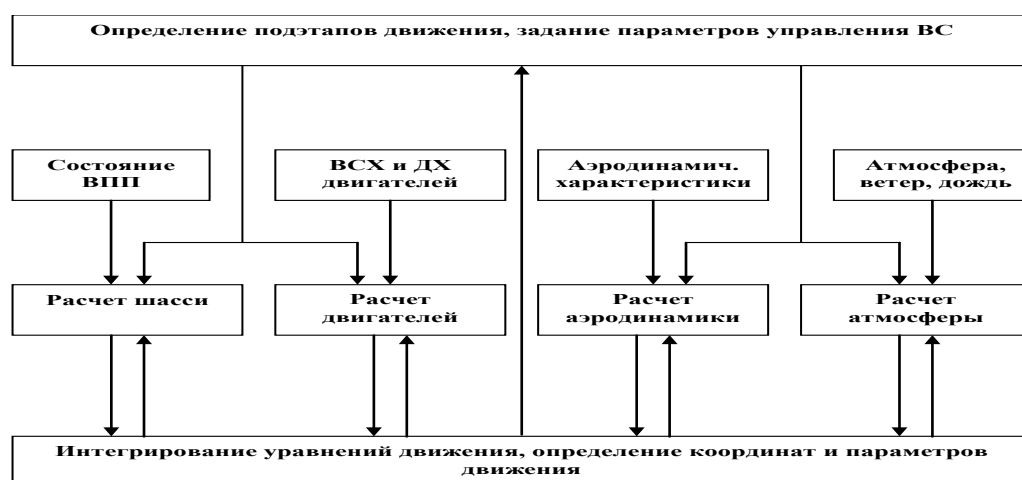 Определение подэтапов движения, задание параметров управления ВС
Состояние
ВПП
ВСХ и ДХ
двигателей
Аэродинамич.
характеристики
Атмосфера,
ветер, дождь
Расчет шасси
Расчет
двигателей
Расчет
аэродинамики
Расчет
атмосферы
Интегрирование уравнений движения, определение координат и параметров
движения